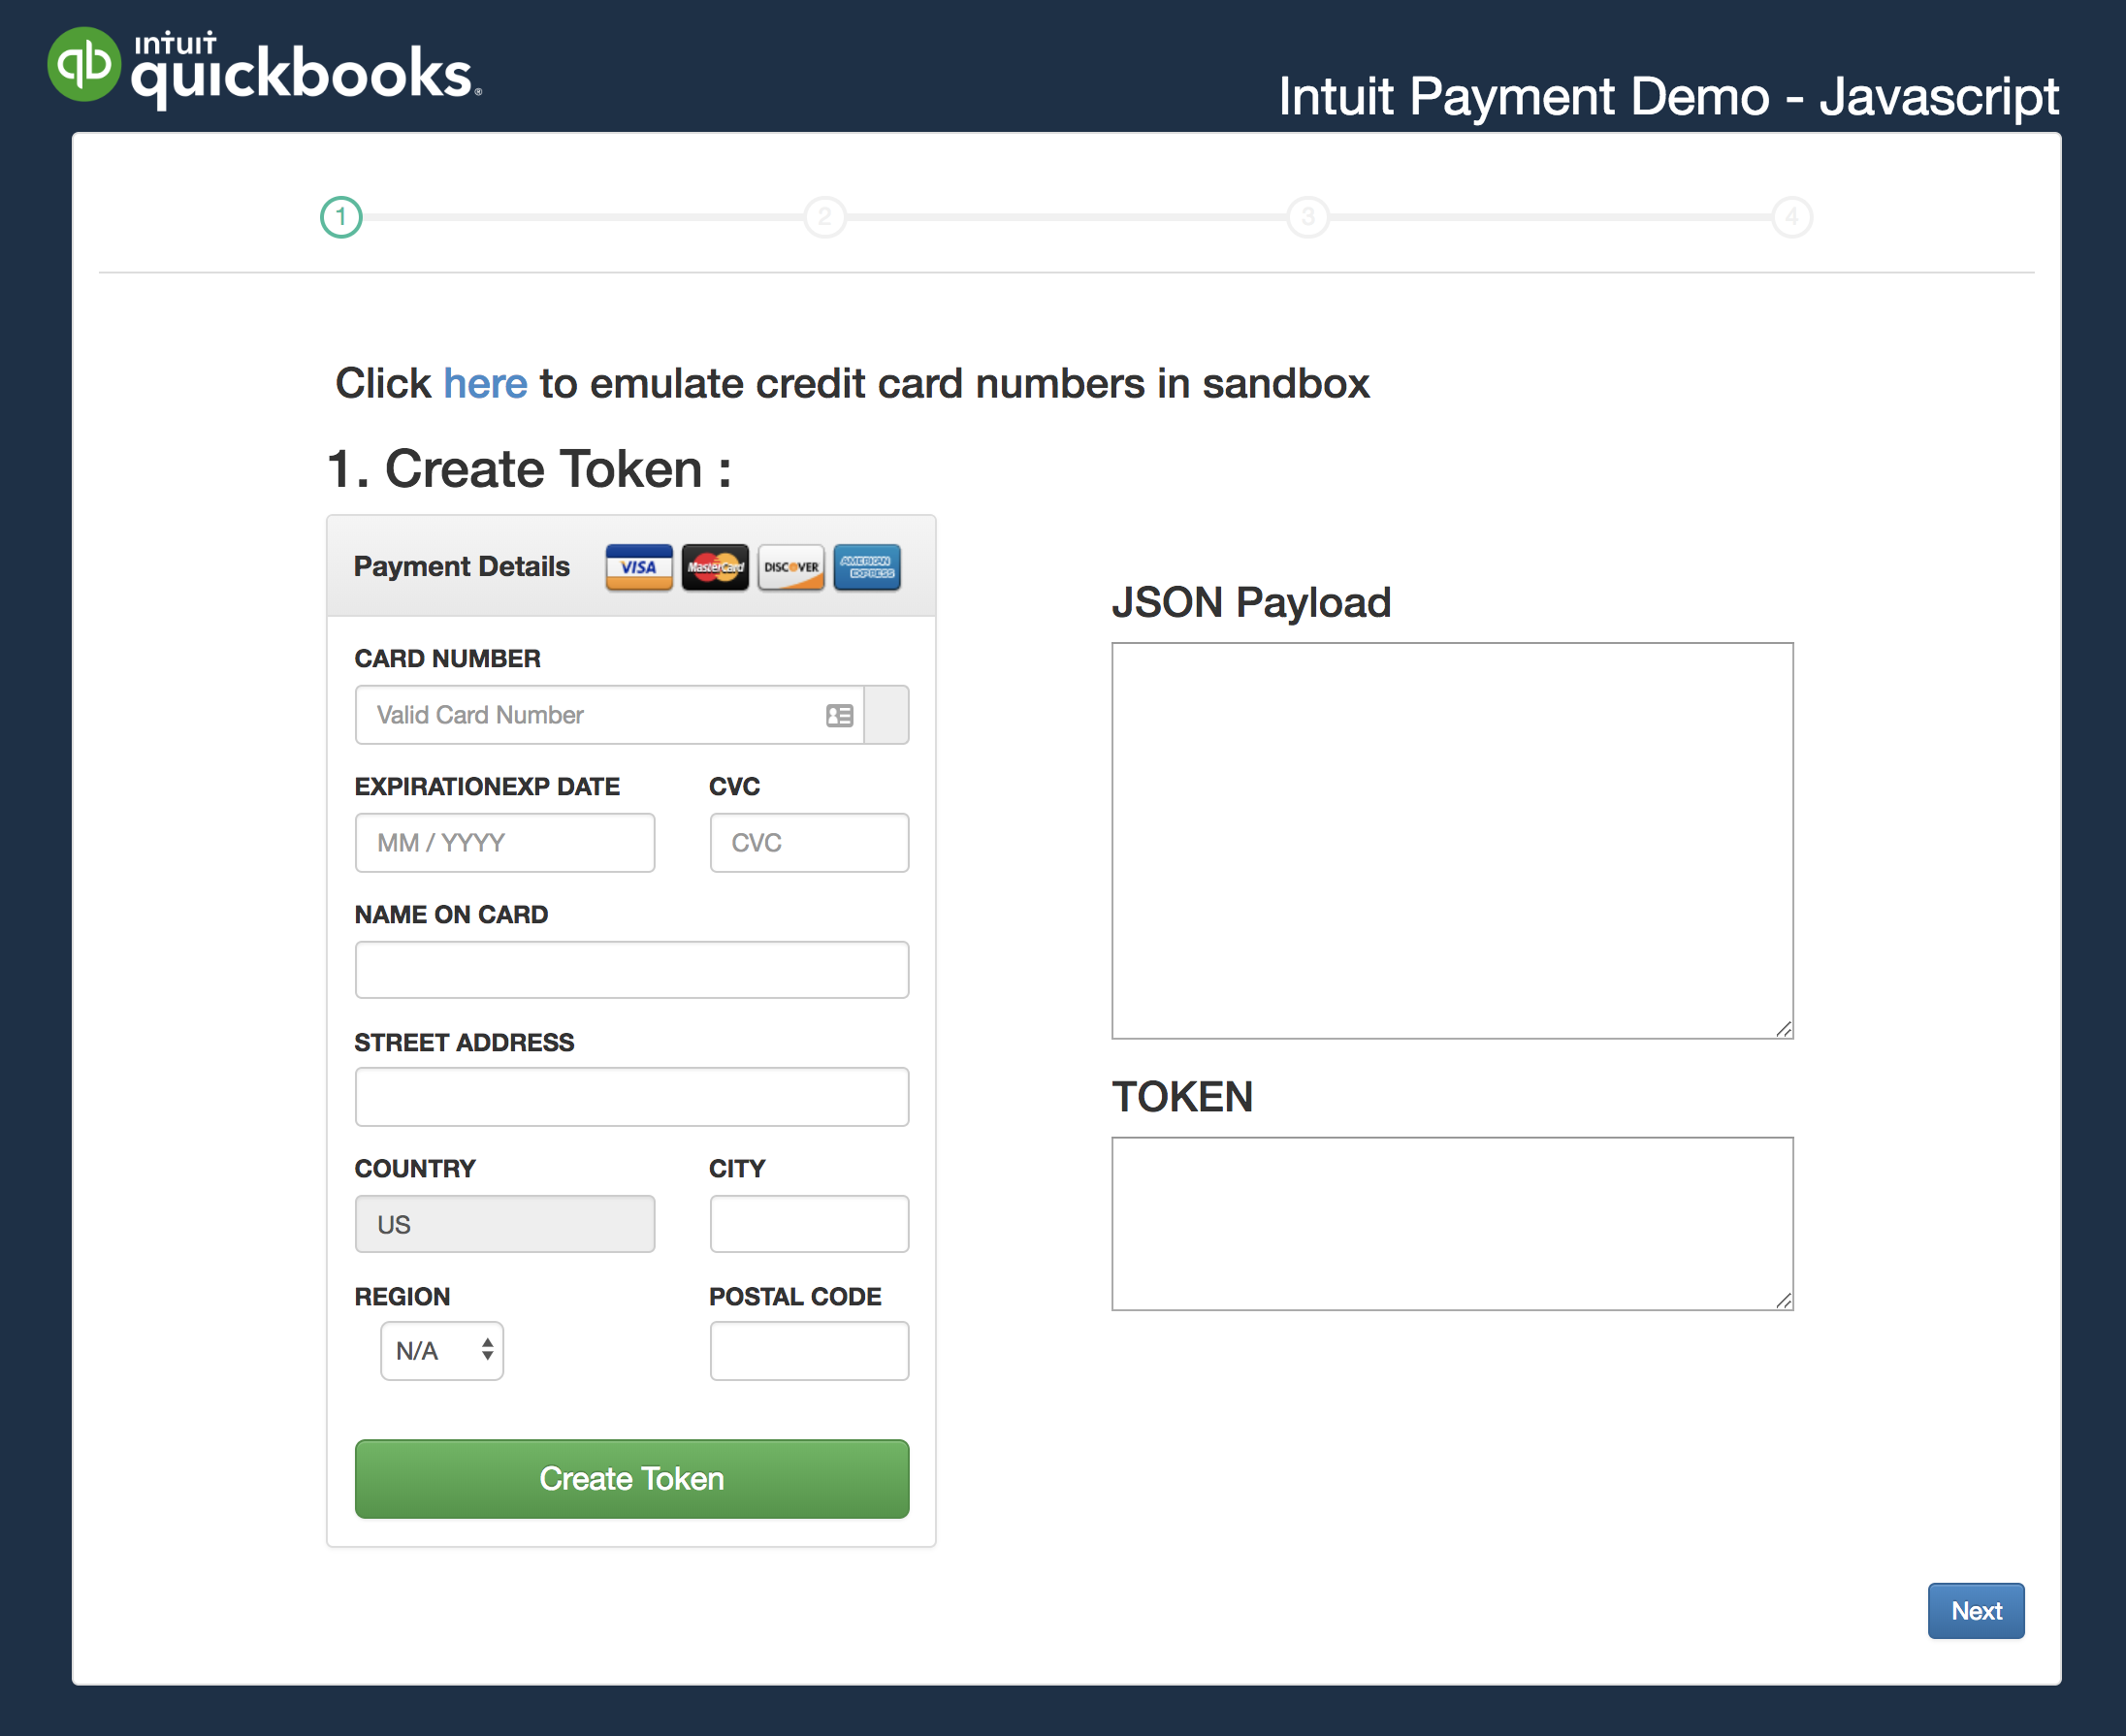 intuit
quickbooks.
Intuit Payment Demo - Javascript
1 2 3 4
Click here to emulate credit card numbers in sandbox
1. Create Token :
Payment Details VISA MasterCard DISCOVER AMERICAN EXPRESS
CARD NUMBER
Valid Card Number
EXPIRATIONEXP DATE CVC
MM / YYYY CVC
NAME ON CARD
STREET ADDRESS
COUNTRY CITY
US
REGION POSTAL CODE
N/A
Create Token
JSON Payload
TOKEN
Next